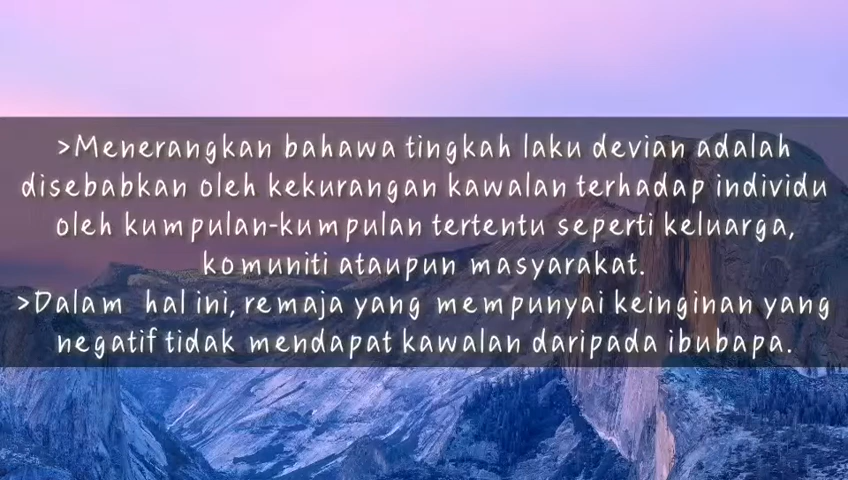 >Menerangkan bahawa tingkah laku devian adalah
disebabkan oleh kekurangan kawalan terhadap individu
oleh kumpulan-kumpulan tertentu seperti keluarga,
komuniti ataupun masyarakat.
>Dalam hal ini, remaja yang mempunyai keinginan yang
negatif tidak mendapat kawalan daripada ibubapa.